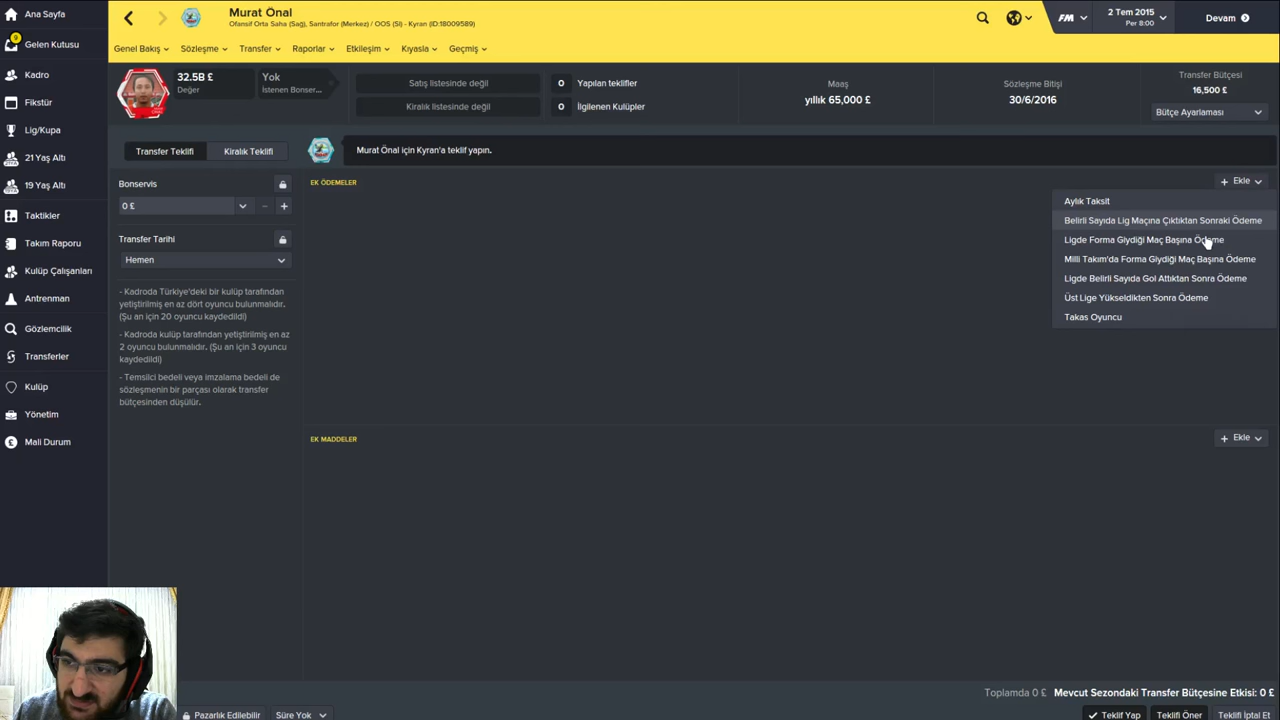 Ana Sayfa
9
Gelen Kutusu
Kadro
Fikstür
Lig/Kupa
21 Yaş Altı
19 Yaş Altı
Taktikler
Takım Raporu
Kulüp Çalışanları
Antrenman
Gözlemcilik
Transferler
Kulüp
Yönetim
Mali Durum
Murat Önal
Ofansif Orta Saha (Sağ), Santrafor (Merkez) / OOS (SI) - Kyran (ID:18009589)
FM
2 Tem 2015
Per 8:00
Devam
Genel Bakış
Sözleşme
Transfer
Raporlar
Etkileşim
Kıyasla
Geçmiş
32.5B £
Değer
Yok
İstenen Bonser...
Satış listesinde değil
Kiralık listesinde değil
0 Yapılan teklifler
0 İlgilenen Kulüpler
Maaş
yıllık 65,000 £
Sözleşme Bitişi
30/6/2016
Transfer Bütçesi
16,500 £
Bütçe Ayarlaması
Transfer Teklifi
Kiralık Teklifi
Murat Önal için Kyran'a teklif yapın.
Bonservis
0 £
Transfer Tarihi
Hemen
- Kadroda Türkiye'deki bir kulüp tarafından
yetiştirilmiş en az dört oyuncu bulunmalıdır.
(Şu an için 20 oyuncu kaydedildi)
- Kadroda kulüp tarafından yetiştirilmiş en az
2 oyuncu bulunmalıdır. (Şu an için 3 oyuncu
kaydedildi)
- Temsilci bedeli veya imzalama bedeli de
sözleşmenin bir parçası olarak transfer
bütçesinden düşülür.
EK ÖDEMELER
+ Ekle
Aylık Taksit
Belirli Sayıda Lig Maçına Çıktıktan Sonraki Ödeme
Ligde Forma Giydiği Maç Başına Ödeme
Milli Takım'da Forma Giydiği Maç Başına Ödeme
Ligde Belirli Sayıda Gol Attıktan Sonra Ödeme
Üst Lige Yükseldikten Sonra Ödeme
Takas Oyuncu
EK MADDELER
+ Ekle
Toplamda 0 £ Mevcut Sezondaki Transfer Bütçesine Etkisi: 0 £
Pazarlık Edilebilir
Süre Yok
Teklif Yap
Teklifi Öner
Teklifi İptal Et